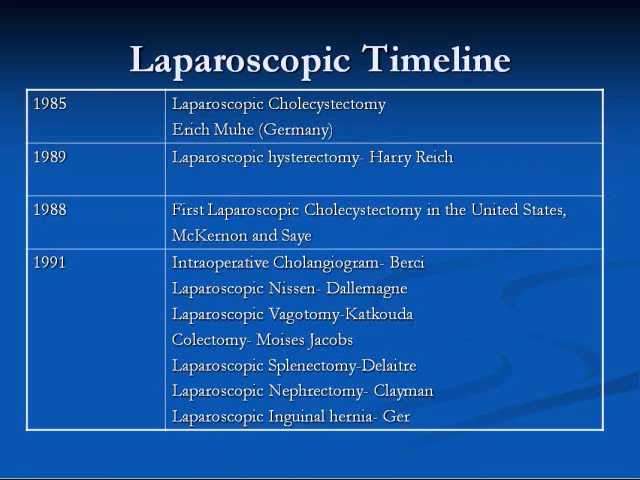 Laparoscopic Timeline
1985
Laparoscopic Cholecystectomy
Erich Muhe (Germany)
1989
Laparoscopic hysterectomy- Harry Reich
1988
First Laparoscopic Cholecystectomy in the United States,
McKernon and Saye
1991
Intraoperative Cholangiogram- Berci
Laparoscopic Nissen- Dallemagne
Laparoscopic Vagotomy-Katkouda
Colectomy- Moises Jacobs
Laparoscopic Splenectomy-Delaitre
Laparoscopic Nephrectomy- Clayman
Laparoscopic Inguinal hernia- Ger